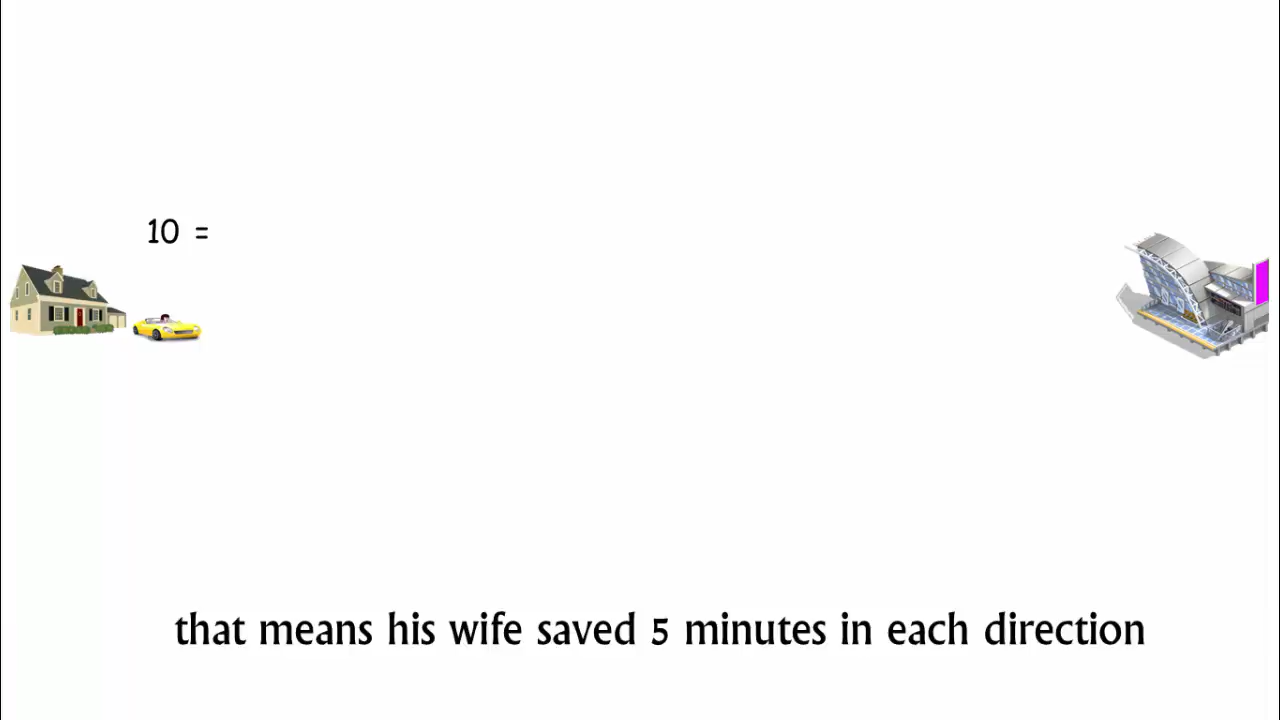 10 =
that means his wife saved 5 minutes in each direction